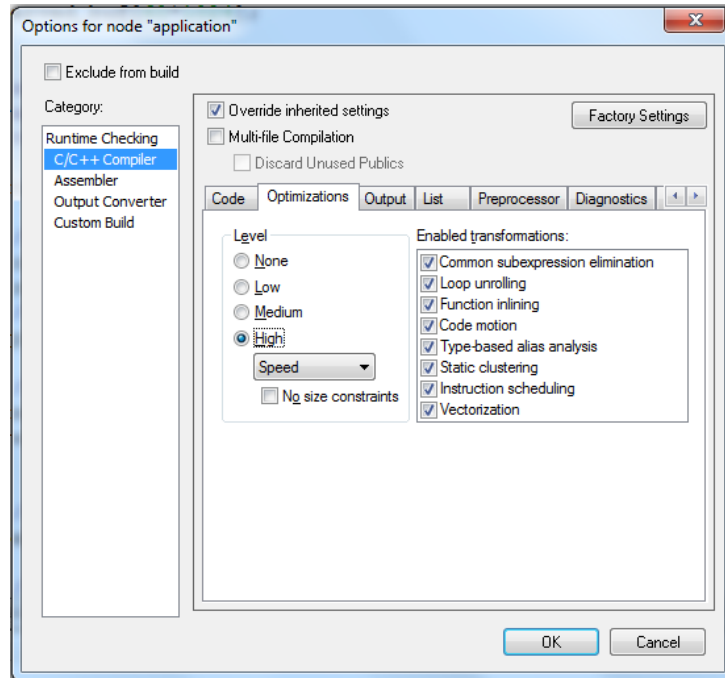 Options for node "application"
Exclude from build
Category:
Runtime Checking
C/C++ Compiler
Assembler
Output Converter
Custom Build
Override inherited settings
Factory Settings
Multi-file Compilation
Discard Unused Publics
Code Optimizations Output List Preprocessor Diagnostics
Level
None
Low
Medium
High
Speed
No size constraints
Enabled transformations:
Common subexpression elimination
Loop unrolling
Function inlining
Code motion
Type-based alias analysis
Static clustering
Instruction scheduling
Vectorization
OK Cancel